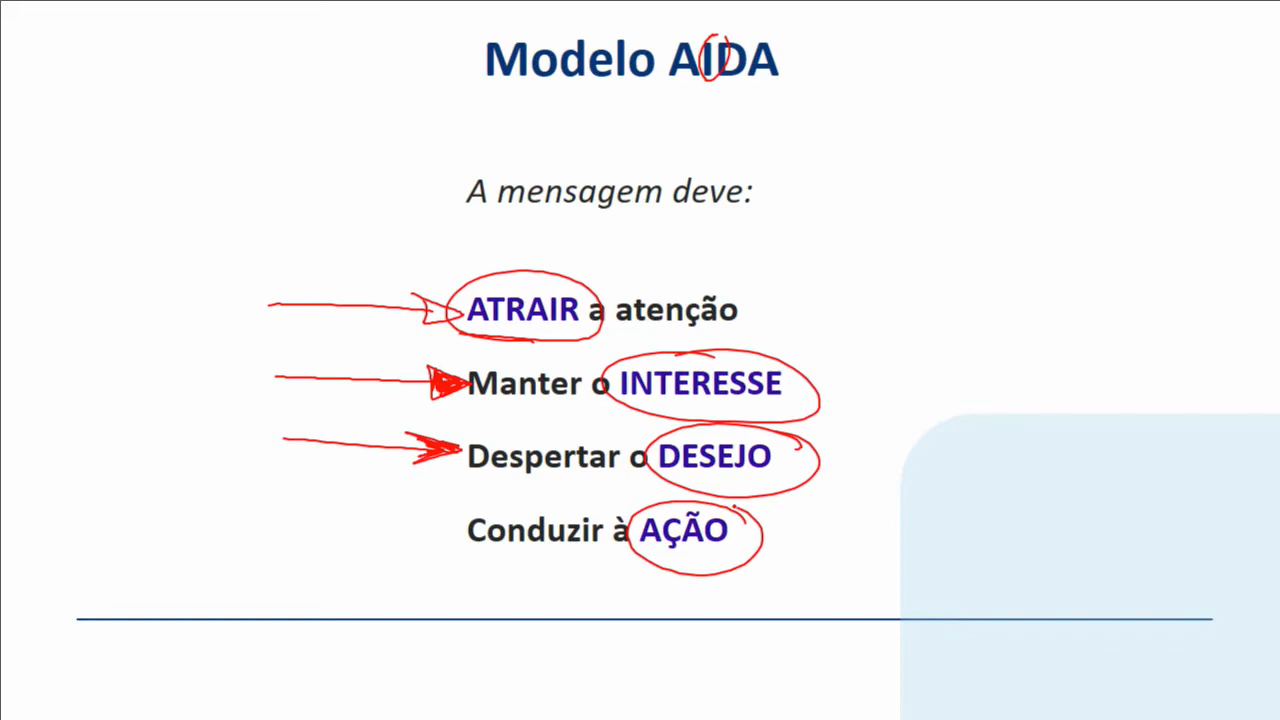 Modelo AIDA
A mensagem deve:
ATRAIR a atenção
Manter o INTERESSE
Despertar o DESEJO
Conduzir à AÇÃO